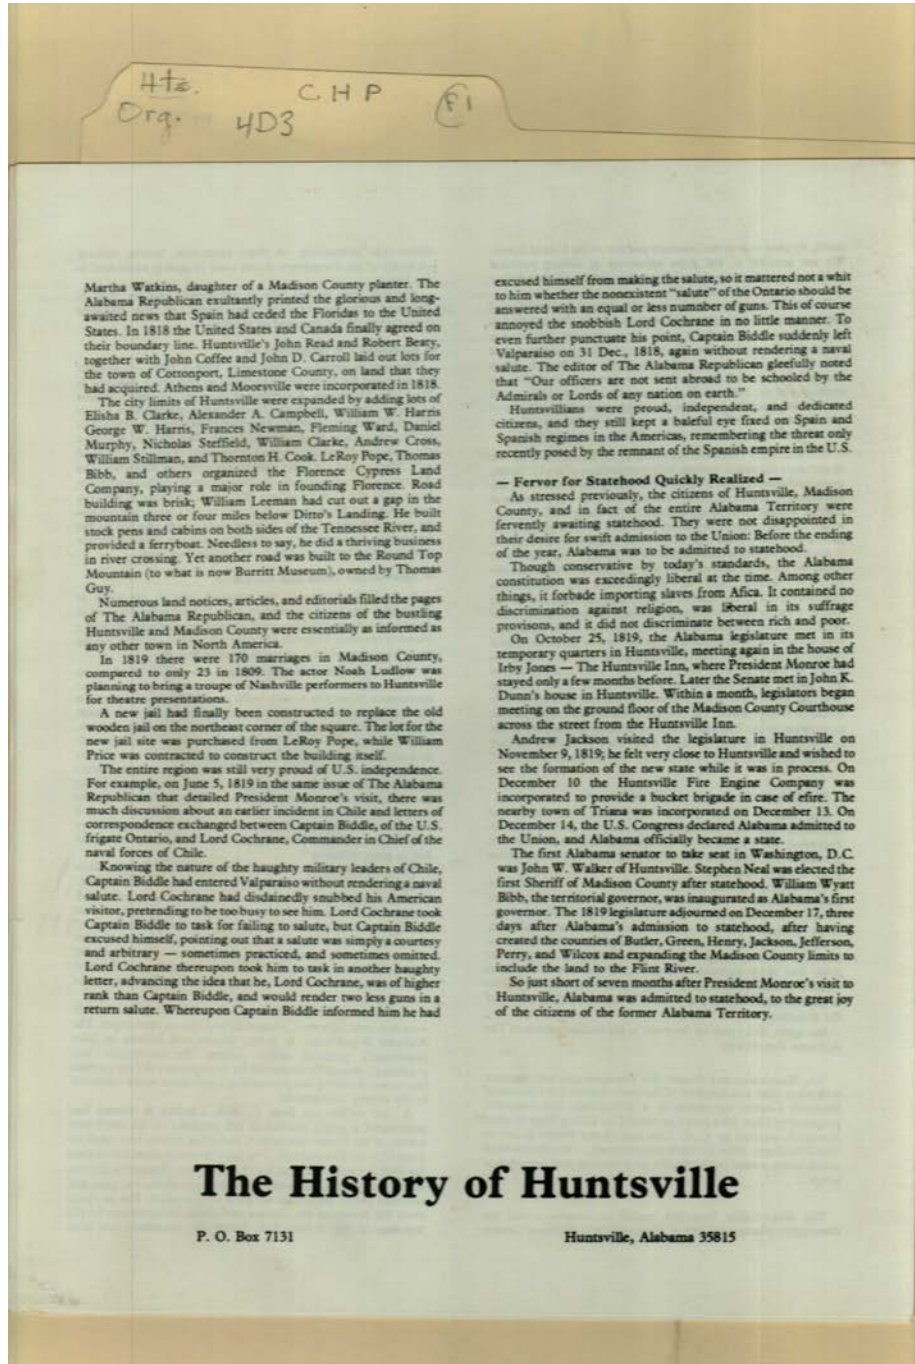 Hts.
Org.
CHP
4D3
F1
Martha Watkins, daughter of a Madison County planter. The
Alabama Republican exultantly printed the glorious and long-
awaited news that Spain had ceded the Floridas to the United
States. In 1818 the United States and Canada finally agreed on
their boundary line. Huntsville's John Read and Robert Beaty,
together with John Coffee and John D. Carroll laid out lots for
the town of Cottonport, Limestone County, on land that they
had acquired. Athens and Mooresville were incorporated in 1818.
The city limits of Huntsville were expanded by adding lots of
Elisha B. Clarke, Alexander A. Campbell, William W. Harris
George W. Harris, Frances Newman, Fleming Ward, Daniel
Murphy, Nicholas Steffield, William Clarke, Andrew Cross,
William Stillman, and Thornton H. Cook. LeRoy Pope, Thomas
Bibb, and others organized the Florence Cypress Land
Company, playing a major role in founding Florence. Road
building was brisk; William Leeman had cut out a gap in the
mountain three or four miles below Ditto's Landing. He built
stock pens and cabins on both sides of the Tennessee River, and
provided a ferryboat. Needless to say, he did a thriving business
in river crossing. Yet another road was built to the Round Top
Mountain (to what is now Burritt Museum), owned by Thomas
Guy.
Numerous land notices, articles, and editorials filled the pages
of The Alabama Republican, and the citizens of the bustling
Huntsville and Madison County were essentially as informed as
any other town in North America.
In 1819 there were 170 marriages in Madison County,
compared to only 23 in 1809. The actor Noah Ludlow was
planning to bring a troupe of Nashville performers to Huntsville
for theatre presentations.
A new jail had finally been constructed to replace the old
wooden jail on the northeast corner of the square. The lot for the
new jail site was purchased from LeRoy Pope, while William
Price was contracted to construct the building itself.
The entire region was still very proud of U.S. independence.
For example, on June 5, 1819 in the same issue of The Alabama
Republican that detailed President Monroe's visit, there was
much discussion about an earlier incident in Chile and letters of
correspondence exchanged between Captain Biddle, of the U.S.
frigate Ontario, and Lord Cochrane, Commander in Chief of the
naval forces of Chile.
Knowing the nature of the haughty military leaders of Chile,
Captain Biddle had entered Valparaiso without rendering a naval
salute. Lord Cochrane had disdainedly snubbed his American
visitor, pretending to be too busy to see him. Lord Cochrane took
Captain Biddle to task for failing to salute, but Captain Biddle
excused himself, pointing out that a salute was simply a courtesy
and arbitrary — sometimes practiced, and sometimes omitted.
Lord Cochrane thereupon took him to task in another haughty
letter, advancing the idea that he, Lord Cochrane, was of higher
rank than Captain Biddle, and would render two less guns in a
return salute. Whereupon Captain Biddle informed him he had
excused himself from making the salute, so it mattered not a whit
to him whether the nonexistent "salute" of the Ontario should be
answered with an equal or less numnber of guns. This of course
annoyed the snobbish Lord Cochrane in no little manner. To
even further punctuate his point, Captain Biddle suddenly left
Valparaiso on 31 Dec., 1818, again without rendering a naval
salute. The editor of The Alabama Republican gleefully noted
that "Our officers are not sent abroad to be schooled by the
Admirals or Lords of any nation on earth."
Huntsvillians were proud, independent, and dedicated
citizens, and they still kept a baleful eye fixed on Spain and
Spanish regimes in the Americas, remembering the threat only
recently posed by the remnant of the Spanish empire in the U.S.
— Fervor for Statehood Quickly Realized —
As stressed previously, the citizens of Huntsville, Madison
County, and in fact of the entire Alabama Territory were
fervently awaiting statehood. They were not disappointed in
their desire for swift admission to the Union: Before the ending
of the year, Alabama was to be admitted to statehood.
Though conservative by today's standards, the Alabama
constitution was exceedingly liberal at the time. Among other
things, it forbade importing slaves from Afica. It contained no
discrimination against religion, was liberal in its suffrage
provisons, and it did not discriminate between rich and poor.
On October 25, 1819, the Alabama legislature met in its
temporary quarters in Huntsville, meeting again in the house of
Irby Jones — The Huntsville Inn, where President Monroe had
stayed only a few months before. Later the Senate met in John K.
Dunn's house in Huntsville. Within a month, legislators began
meeting on the ground floor of the Madison County Courthouse
across the street from the Huntsville Inn.
Andrew Jackson visited the legislature in Huntsville on
November 9, 1819; he felt very close to Huntsville and wished to
see the formation of the new state while it was in process. On
December 10 the Huntsville Fire Engine Company was
incorporated to provide a bucket brigade in case of efire. The
nearby town of Triana was incorporated on December 13. On
December 14, the U.S. Congress declared Alabama admitted to
the Union, and Alabama officially became a state.
The first Alabama senator to take seat in Washington, D.C.
was John W. Walker of Huntsville. Stephen Neal was elected the
first Sheriff of Madison County after statehood. William Wyatt
Bibb, the territorial governor, was inaugurated as Alabama's first
governor. The 1819 legislature adjourned on December 17, three
days after Alabama's admission to statehood, after having
created the counties of Butler, Green, Henry, Jackson, Jefferson,
Perry, and Wilcox and expanding the Madison County limits to
include the land to the Flint River.
So just short of seven months after President Monroe's visit to
Huntsville, Alabama was admitted to statehood, to the great joy
of the citizens of the former Alabama Territory.
The History of Huntsville
P. O. Box 7131
Huntsville, Alabama 35815